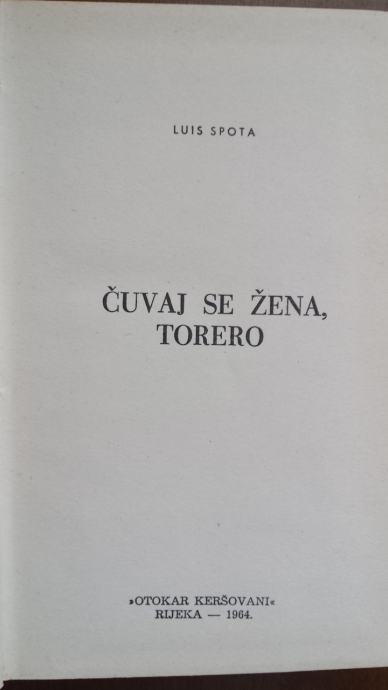 LUIS SPOTA
ČUVAJ SE ŽENA,
TORERO
»OTOKAR KERŠOVANI«
RIJEKA — 1964.